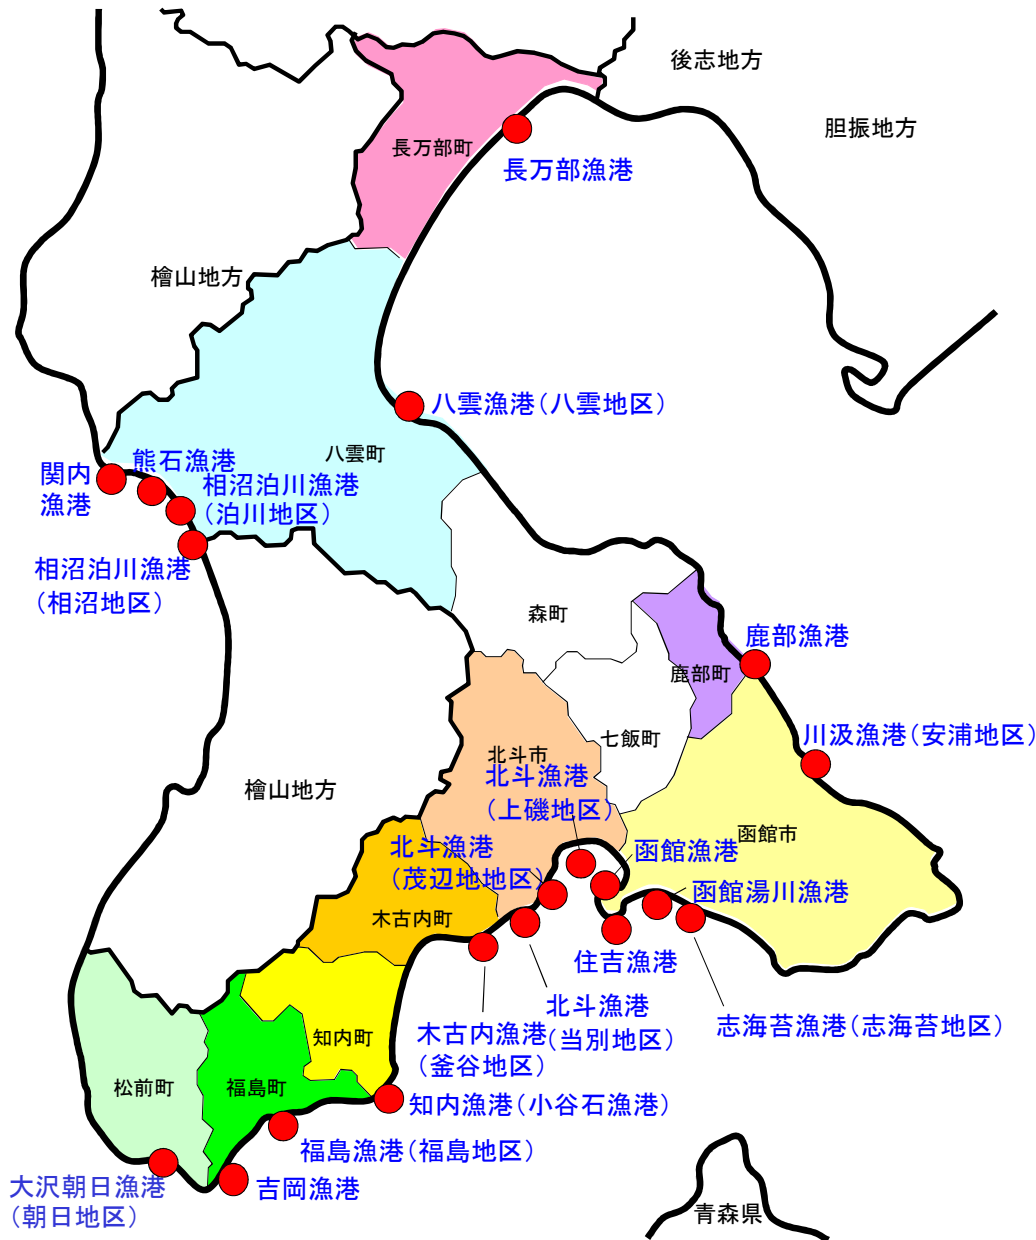 後志地方
胆振地方
長万部町
長万部漁港
檜山地方
八雲漁港(八雲地区)
八雲町
関内
漁港
熊石漁港
相沼泊川漁港
(泊川地区)
相沼泊川漁港
(相沼地区)
森町
鹿部漁港
鹿部町
川汲漁港(安浦地区)
七飯町
北斗市
北斗漁港
(上磯地区)
檜山地方
函館市
北斗漁港
(茂辺地地区)
函館漁港
函館湯川漁港
木古内町
住吉漁港
北斗漁港
(当別地区)
志海苔漁港(志海苔地区)
木古内漁港
(釜谷地区)
知内町
松前町
福島町
知内漁港(小谷石漁港)
福島漁港(福島地区)
吉岡漁港
大沢朝日漁港
(朝日地区)
青森県